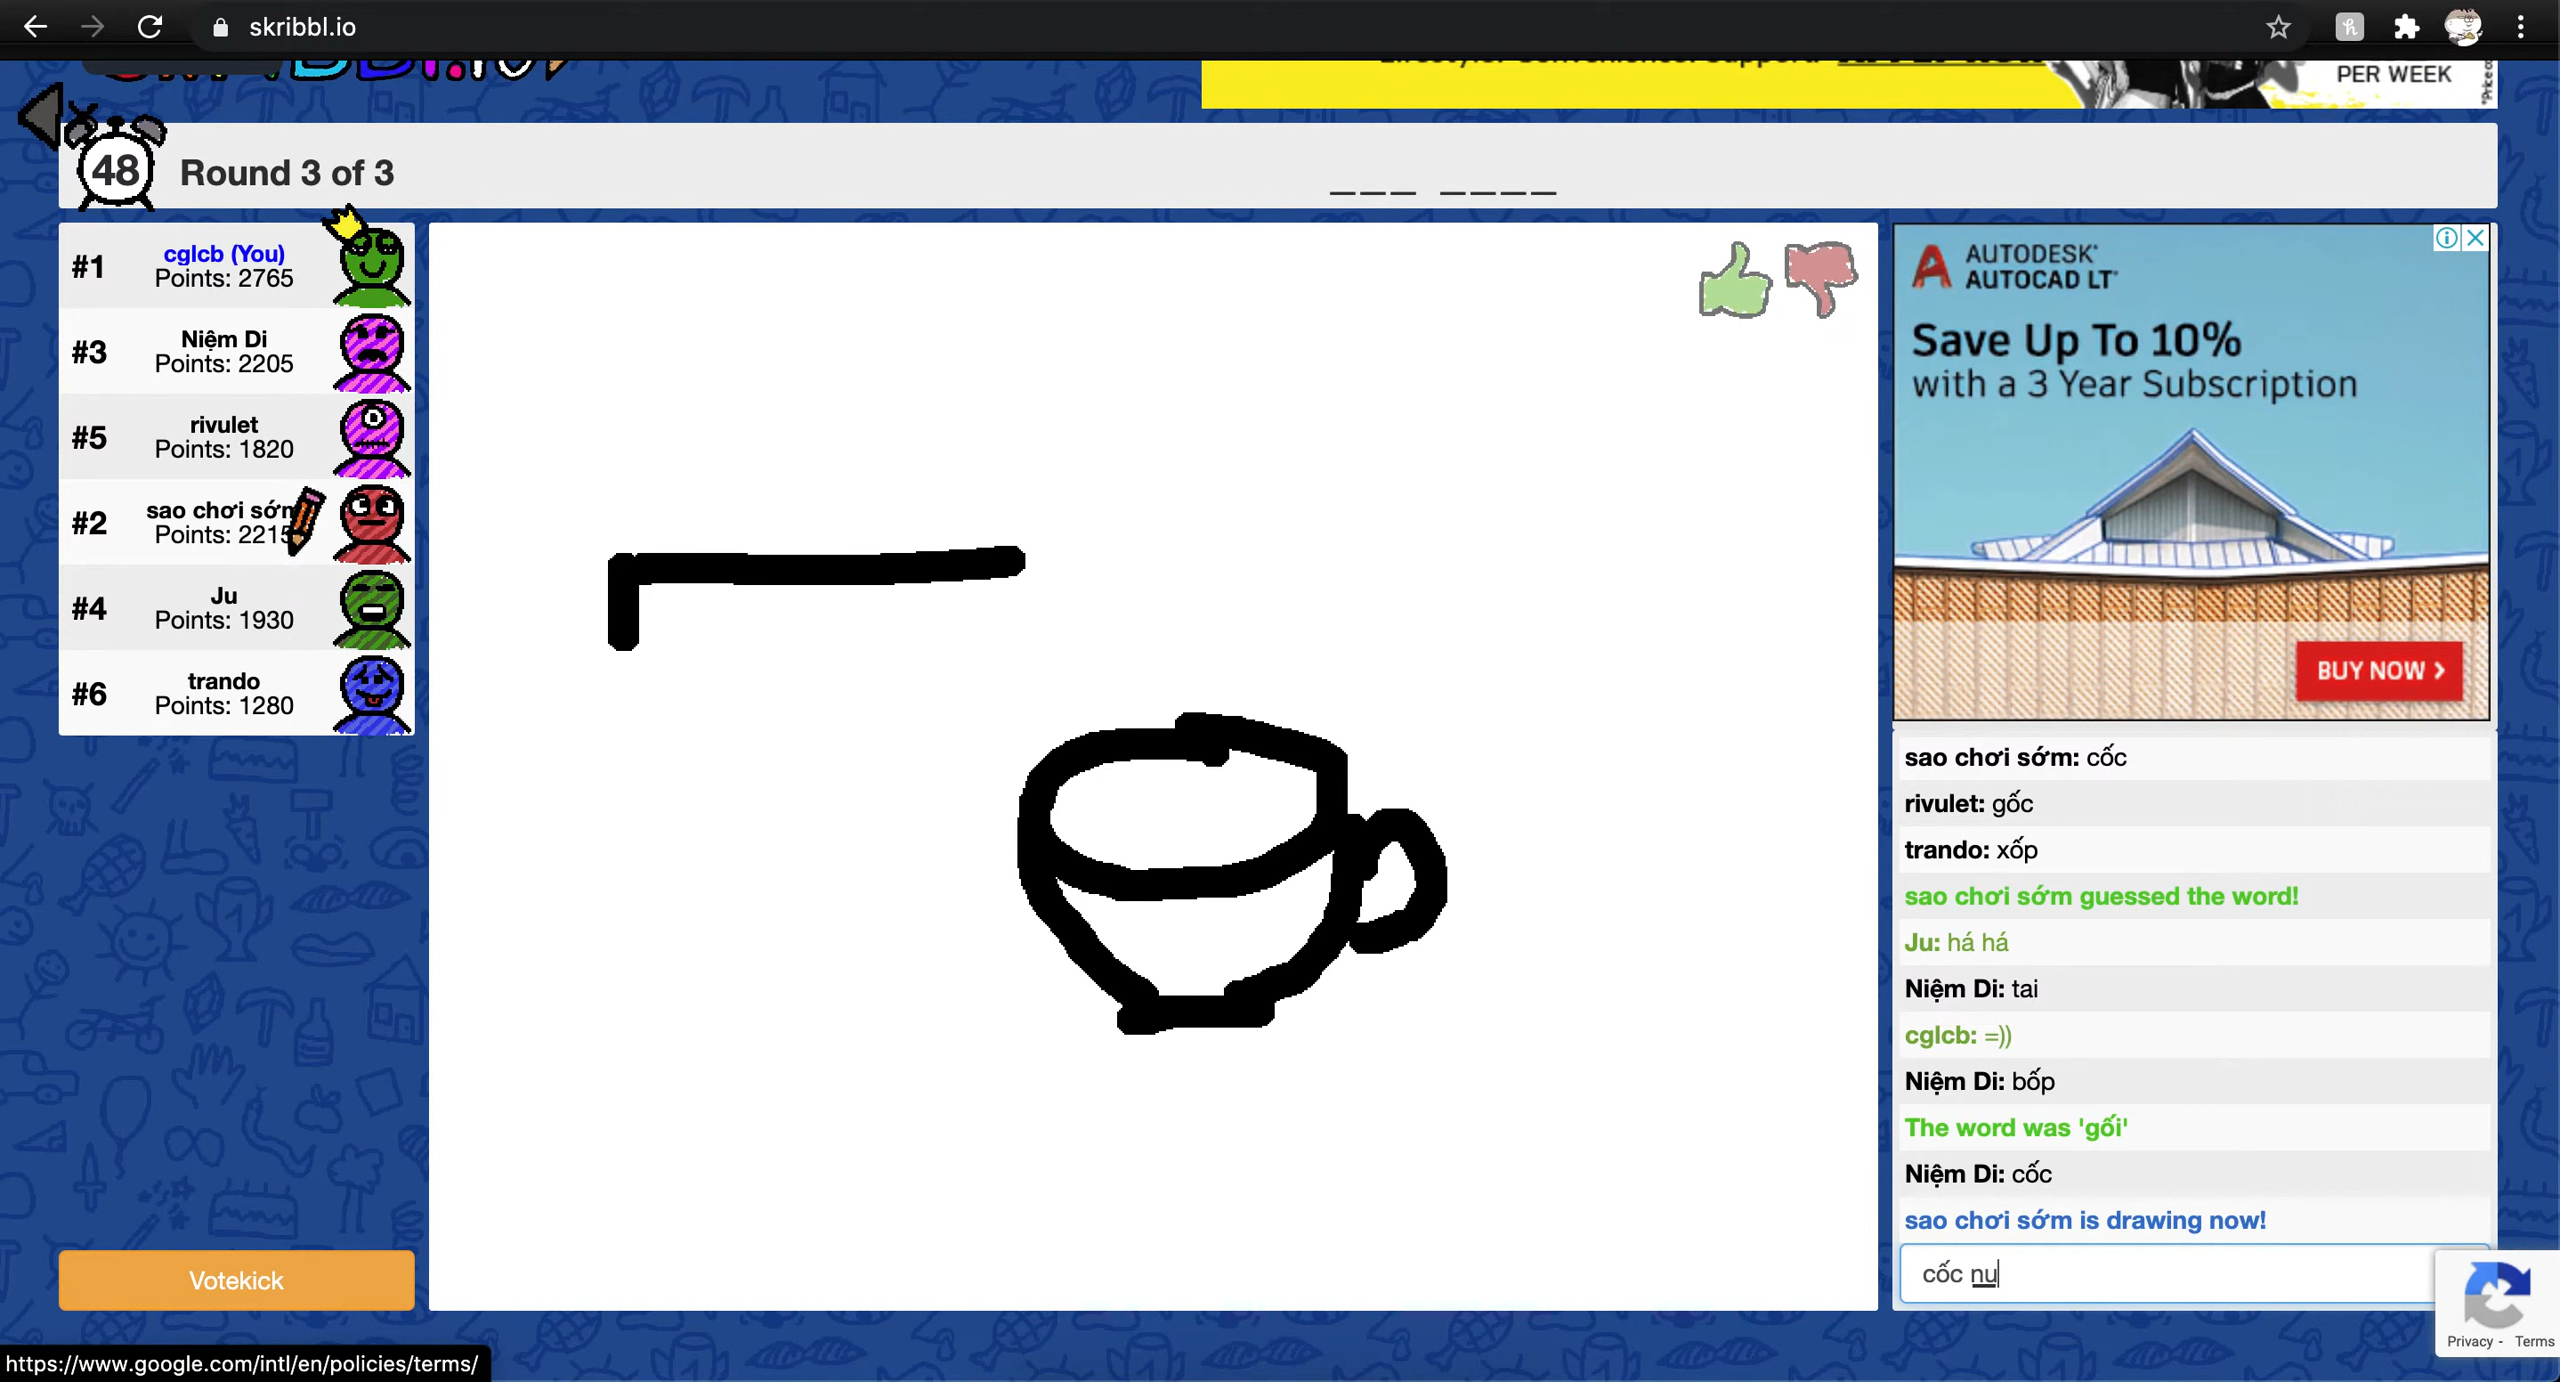 skribbl.io
PER WEEK
48
Round 3 of 3
___ ____
#1
cglcb (You)
Points: 2765
#3
Niệm Di
Points: 2205
#5
rivulet
Points: 1820
#2
sao chơi sớm
Points: 2215
#4
Ju
Points: 1930
#6
trando
Points: 1280
Votekick
AUTODESK®
AUTOCAD LT®
Save Up To 10%
with a 3 Year Subscription
BUY NOW >
sao chơi sớm: cốc
rivulet: gốc
trando: xốp
sao chơi sớm guessed the word!
Ju: há há
Niệm Di: tai
cglcb: =))
Niệm Di: bốp
The word was 'gối'
Niệm Di: cốc
sao chơi sớm is drawing now!
cốc nu
Privacy - Terms
https://www.google.com/intl/en/policies/terms/